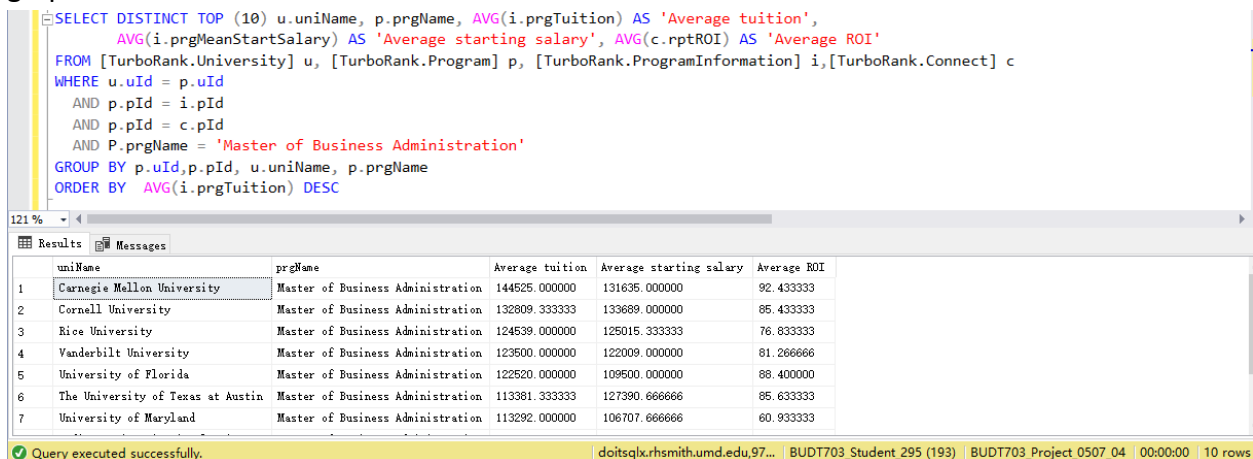 SELECT DISTINCT TOP (10) u.uniName, p.prgName, AVG(i.prgTuition) AS 'Average tuition',
AVG(i.prgMeanStartSalary) AS 'Average starting salary', AVG(c.rptROI) AS 'Average ROI'
FROM [TurboRank.University] u, [TurboRank.Program] p, [TurboRank.ProgramInformation] i,[TurboRank.Connect] c
WHERE u.uId = p.uId
AND p.pId = i.pId
AND p.pId = c.pId
AND P.prgName = 'Master of Business Administration'
GROUP BY p.uId,p.pId, u.uniName, p.prgName
ORDER BY AVG(i.prgTuition) DESC
121 %
Results Messages
uniName prgName Average tuition Average starting salary Average ROI
1 Carnegie Mellon University Master of Business Administration 144525.000000 131635.000000 92.433333
2 Cornell University Master of Business Administration 132809.333333 133689.000000 85.433333
3 Rice University Master of Business Administration 124539.000000 125015.333333 76.833333
4 Vanderbilt University Master of Business Administration 123500.000000 122009.000000 81.266666
5 University of Florida Master of Business Administration 122520.000000 109500.000000 88.400000
6 The University of Texas at Austin Master of Business Administration 113381.333333 127390.666666 85.633333
7 University of Maryland Master of Business Administration 113292.000000 106707.666666 60.933333
Query executed successfully. doitsqlx.rhsmith.umd.edu,97... BUDT703_Student_295 (193) BUDT703_Project_0507_04 00:00:00 10 rows